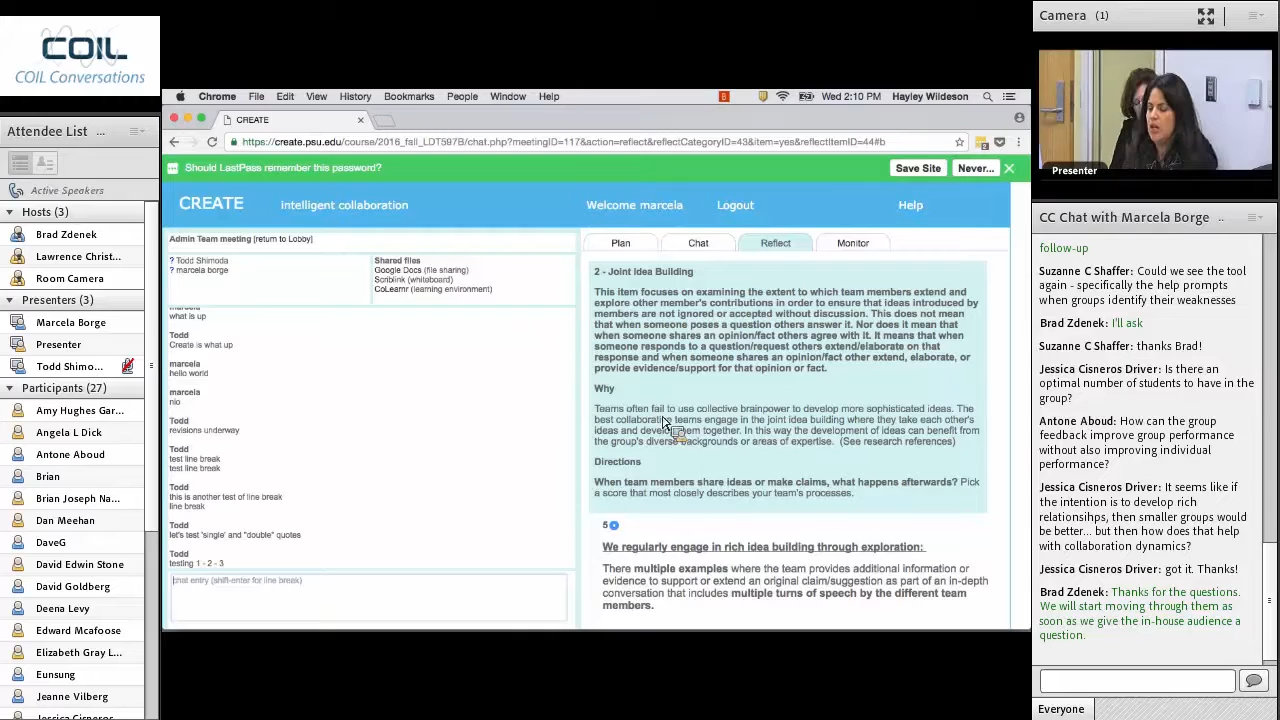 COIL
COIL Conversations
Attendee List ...
Active Speakers
Hosts (3)
Brad Zdenek
Lawrence Christ...
Room Camera
Presenters (3)
Marcela Borge
Presenter
Todd Shimo...
Participants (27)
Amy Hughes Gar...
Angela L Dick
Antone Aboud
Brian
Brian Joseph Na...
Dan Meehan
DaveG
David Edwin Stone
David Goldberg
Deena Levy
Edward Mcafoose
Elizabeth Gray L...
Eunsung
Jeanne Vilberg
Jessica Cisneros
Chrome File Edit View History Bookmarks People Window Help
Wed 2:10 PM Hayley Wildeson
CREATE
https://create.psu.edu/course/2016_fall_LDT597B/chat.php?meetingID=117&action=reflect&reflectCategoryID=43&item=yes&reflectItemID=44#b
Should LastPass remember this password?
Save Site
Never...
CREATE
intelligent collaboration
Welcome marcela
Logout
Help
Admin Team meeting [return to Lobby]
? Todd Shimoda
? marcela borge
Shared files
Google Docs (file sharing)
Scriblink (whiteboard)
CoLearnr (learning environment)
marcela
what is up
Todd
Create is what up
marcela
hello world
marcela
nio
Todd
revisions underway
Todd
test line break
test line break
Todd
this is another test of line break
line break
Todd
let's test 'single' and "double" quotes
Todd
testing 1 - 2 - 3
chat entry (shift-enter for line break)
Plan
Chat
Reflect
Monitor
2 - Joint Idea Building
This item focuses on examining the extent to which team members extend and
explore other member's contributions in order to ensure that ideas introduced by
members are not ignored or accepted without discussion. This does not mean
that when someone poses a question others answer it. Nor does it mean that
when someone shares an opinion/fact others agree with it. It means that when
someone responds to a question/request others extend/elaborate on that
response and when someone shares an opinion/fact other extend, elaborate, or
provide evidence/support for that opinion or fact.
Why
Teams often fail to use collective brainpower to develop more sophisticated ideas. The
best collaborative teams engage in the joint idea building where they take each other's
ideas and develop them together. In this way the development of ideas can benefit from
the group's diverse backgrounds or areas of expertise. (See research references)
Directions
When team members share ideas or make claims, what happens afterwards? Pick
a score that most closely describes your team's processes.
5
We regularly engage in rich idea building through exploration:
There multiple examples where the team provides additional information or
evidence to support or extend an original claim/suggestion as part of an in-depth
conversation that includes multiple turns of speech by the different team
members.
Camera (1)
Presenter
CC Chat with Marcela Borge ..
follow-up
Suzanne C Shaffer: Could we see the tool
again - specifically the help prompts
when groups identify their weaknesses
Brad Zdenek: I'll ask
Suzanne C Shaffer: thanks Brad!
Jessica Cisneros Driver: Is there an
optimal number of students to have in the
group?
Antone Aboud: How can the group
feedback improve group performance
without also improving individual
performance?
Jessica Cisneros Driver: It seems like if
the intention is to develop rich
relationsihps, then smaller groups would
be better... but then how does that help
with collaboration dynamics?
Jessica Cisneros Driver: got it. Thanks!
Brad Zdenek: Thanks for the questions.
We will start moving through them as
soon as we give the in-house audience a
question.
Everyone